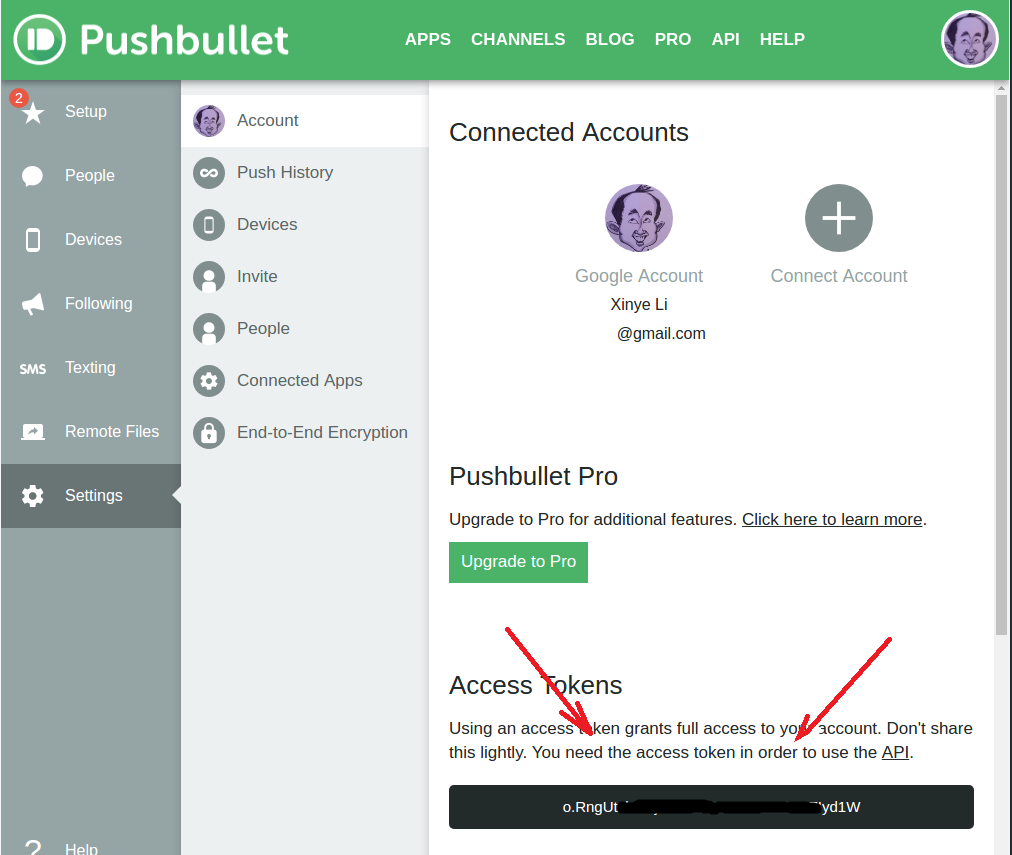 Pushbullet
APPS CHANNELS BLOG PRO API HELP
2
Setup
People
Devices
Following
SMS Texting
Remote Files
Settings
? Help
Account
Push History
Devices
Invite
People
Connected Apps
End-to-End Encryption
Connected Accounts
Google Account
Xinye Li
@gmail.com
Connect Account
Pushbullet Pro
Upgrade to Pro for additional features. Click here to learn more.
Upgrade to Pro
Access Tokens
Using an access token grants full access to your account. Don't share
this lightly. You need the access token in order to use the API.
o.RngUt lyd1W